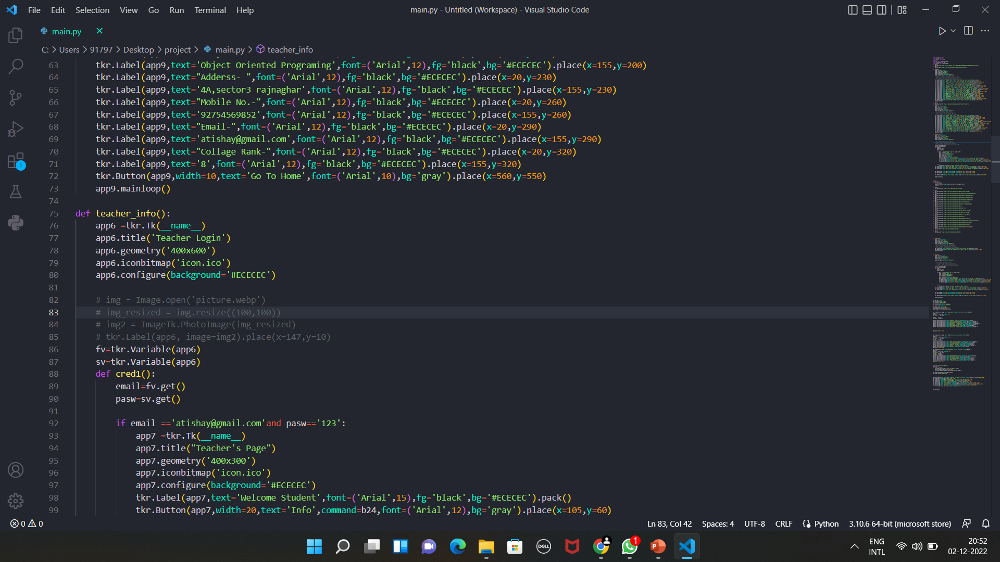 File Edit Selection View Go Run Terminal Help
main.py - Untitled (Workspace) - Visual Studio Code
main.py
C: > Users > 91797 > Desktop > project > main.py > teacher_info
63 tkr.Label(app9,text='Object Oriented Programing',font=('Arial',12),fg='black',bg='#ECECEC').place(x=155,y=200)
64 tkr.Label(app9,text="Adderss- ",font=('Arial',12),fg='black',bg='#ECECEC').place(x=20,y=230)
65 tkr.Label(app9,text='4A,sector3 rajnaghar',font=('Arial',12),fg='black',bg='#ECECEC').place(x=155,y=230)
66 tkr.Label(app9,text="Mobile No.-",font=('Arial',12),fg='black',bg='#ECECEC').place(x=20,y=260)
67 tkr.Label(app9,text='92754569852',font=('Arial',12),fg='black',bg='#ECECEC').place(x=155,y=260)
68 tkr.Label(app9,text="Email-",font=('Arial',12),fg='black',bg='#ECECEC').place(x=20,y=290)
69 tkr.Label(app9,text='atishay@gmail.com',font=('Arial',12),fg='black',bg='#ECECEC').place(x=155,y=290)
70 tkr.Label(app9,text="Collage Rank-",font=('Arial',12),fg='black',bg='#ECECEC').place(x=20,y=320)
71 tkr.Label(app9,text='8',font=('Arial',12),fg='black',bg='#ECECEC').place(x=155,y=320)
72 tkr.Button(app9,width=10,text='Go To Home',font=('Arial',10),bg='gray').place(x=560,y=550)
73 app9.mainloop()
74
75 def teacher_info():
76 app6 =tkr.Tk(__name__)
77 app6.title('Teacher Login')
78 app6.geometry('400x600')
79 app6.iconbitmap('icon.ico')
80 app6.configure(background='#ECECEC')
81
82 # img = Image.open('picture.webp')
83 # img_resized = img.resize((100,100))
84 # img2 = ImageTk.PhotoImage(img_resized)
85 # tkr.Label(app6, image=img2).place(x=147,y=10)
86 fv=tkr.Variable(app6)
87 sv=tkr.Variable(app6)
88 def cred1():
89 email=fv.get()
90 pasw=sv.get()
91
92 if email =='atishay@gmail.com'and pasw=='123':
93 app7 =tkr.Tk(__name__)
94 app7.title("Teacher's Page")
95 app7.geometry('400x300')
96 app7.iconbitmap('icon.ico')
97 app7.configure(background='#ECECEC')
98 tkr.Label(app7,text='Welcome Student',font=('Arial',15),fg='black',bg='#ECECEC').pack()
99 tkr.Button(app7,width=20,text='Info',command=b24,font=('Arial',12),bg='gray').place(x=105,y=60)
1
0 0 Ln 83, Col 42 Spaces: 4 UTF-8 CRLF Python 3.10.6 64-bit (microsoft store)
DELL
1
P
ENG
INTL
20:52
02-12-2022